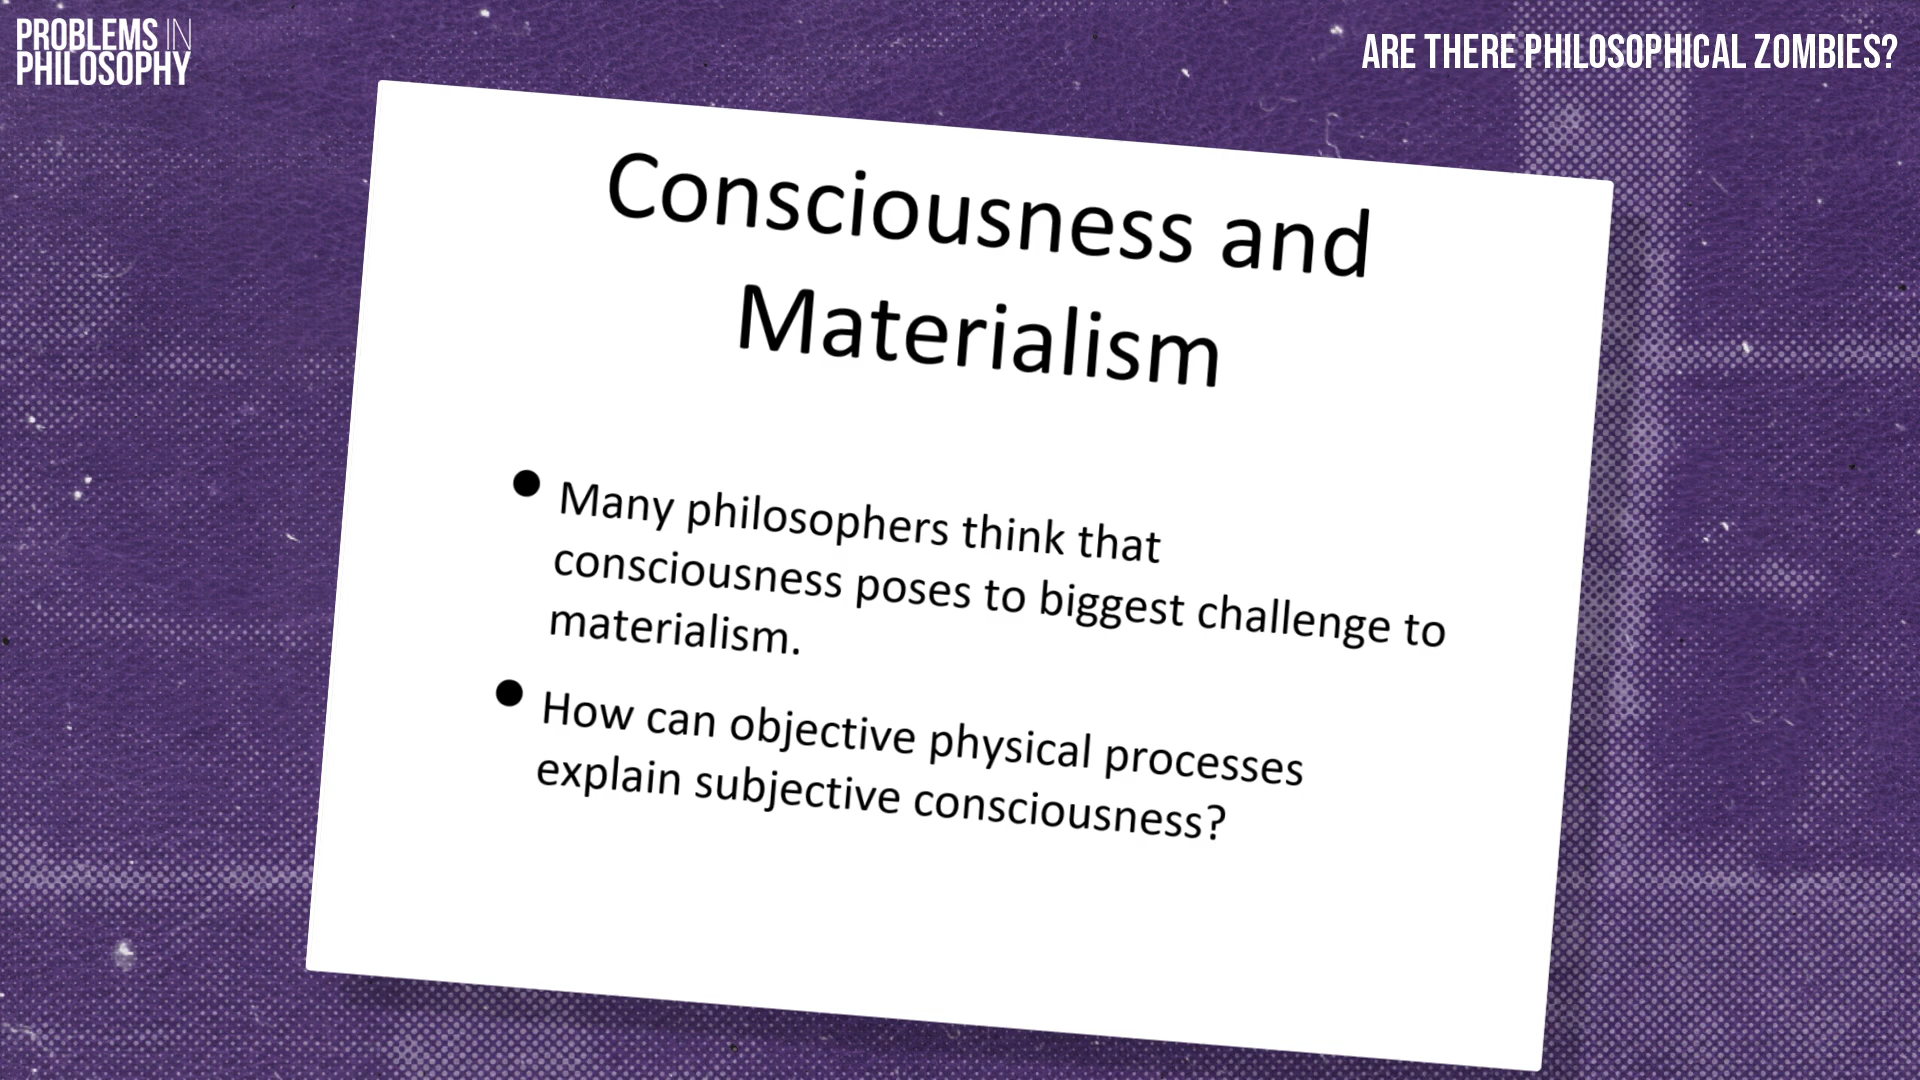 PROBLEMS IN
PHILOSOPHY
ARE THERE PHILOSOPHICAL ZOMBIES?
Consciousness and
Materialism
• Many philosophers think that
consciousness poses to biggest challenge to
materialism.
• How can objective physical processes
explain subjective consciousness?